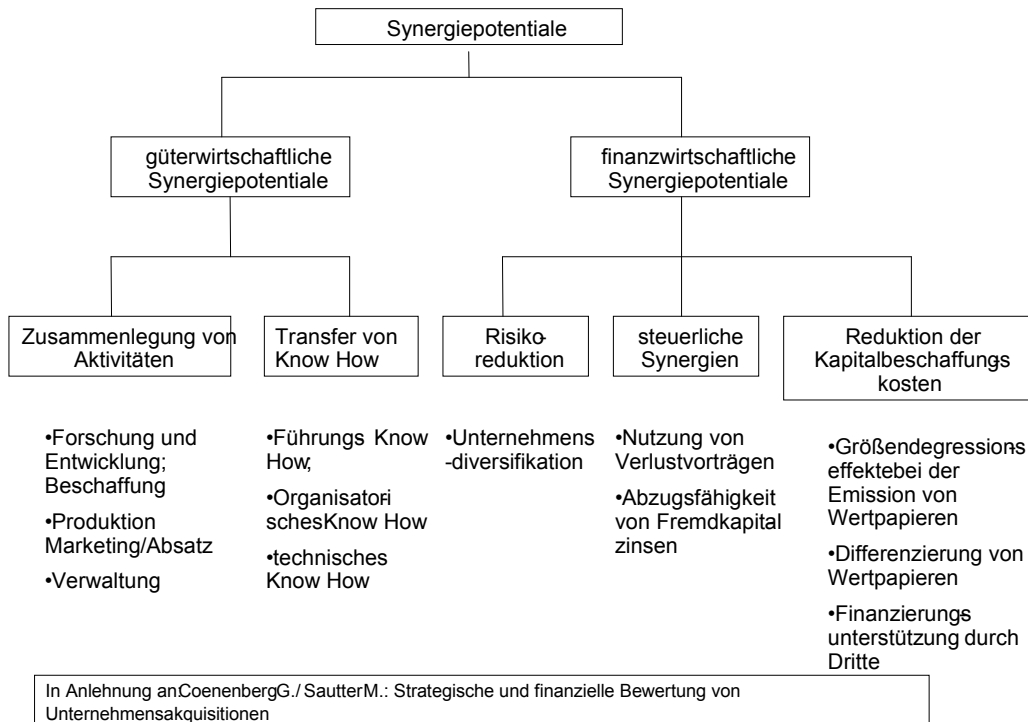 Synergiepotentiale
güterwirtschaftliche
Synergiepotentiale
finanzwirtschaftliche
Synergiepotentiale
Zusammenlegung von
Aktivitäten
Transfer von
Know How
Risiko-
reduktion
steuerliche
Synergien
Reduktion der
Kapitalbeschaffungs-
kosten
•Forschung und
Entwicklung;
Beschaffung
•Produktion
Marketing/Absatz
•Verwaltung
•Führungs Know
How;
•Organisatori-
schesKnow How
•technisches
Know How
•Unternehmens
-diversifikation
•Nutzung von
Verlustvorträgen
•Abzugsfähigkeit
von Fremdkapital
zinsen
•Größendegressions-
effektebei der
Emission von
Wertpapieren
•Differenzierung von
Wertpapieren
•Finanzierungs-
unterstützung durch
Dritte
In Anlehnung an:CoenenbergG./ SautterM.: Strategische und finanzielle Bewertung von
Unternehmensakquisitionen